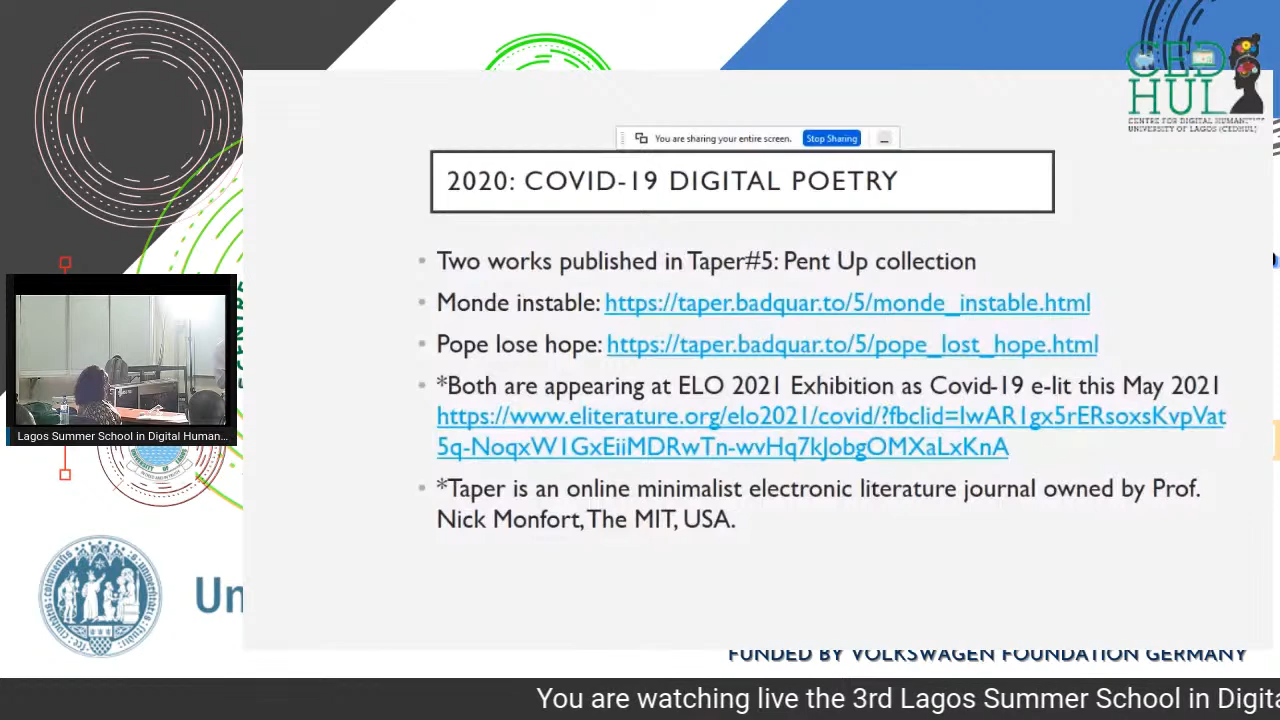 CED
HUL
CENTRE FOR DIGITAL HUMANITIES
UNIVERSITY OF LAGOS (CEDHUL)
You are sharing your entire screen.
Stop Sharing
2020: COVID-19 DIGITAL POETRY
Two works published in Taper#5: Pent Up collection
Monde instable: https://taper.badquar.to/5/monde_instable.html
Pope lose hope: https://taper.badquar.to/5/pope_lost_hope.html
*Both are appearing at ELO 2021 Exhibition as Covid-19 e-lit this May 2021
https://www.eliterature.org/elo2021/covid/?fbclid=IwAR1gx5rERsoxsKvpVat
5q-NoqxW1GxEiiMDRwTn-wvHq7kJobgOMXaLxKnA
*Taper is an online minimalist electronic literature journal owned by Prof.
Nick Monfort, The MIT, USA.
Lagos Summer School in Digital Human...
Un
FUNDED BY VOLKSWAGEN FOUNDATION GERMANY
You are watching live the 3rd Lagos Summer School in Digita